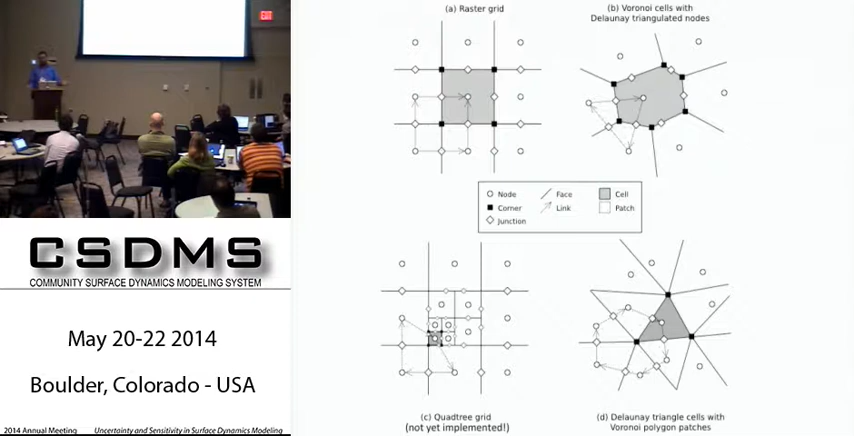 EXIT
CSDMS
COMMUNITY SURFACE DYNAMICS MODELING SYSTEM
May 20-22 2014
Boulder, Colorado - USA
2014 Annual Meeting Uncertainty and Sensitivity in Surface Dynamics Modeling
(a) Raster grid
(b) Voronoi cells with
Delaunay triangulated nodes
Node Face Cell
Corner Link Patch
Junction
(c) Quadtree grid
(not yet implemented!)
(d) Delaunay triangle cells with
Voronoi polygon patches